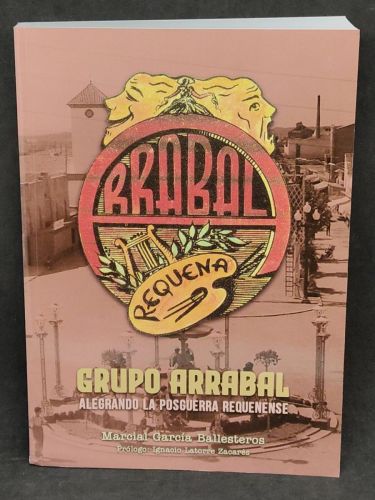 ARRABAL
REQUENA
GRUPO ARRABAL
ALEGRANDO LA POSGUERRA REQUENENSE
Marcial García Ballesteros
Prólogo: Ignacio Latorre Zacarés